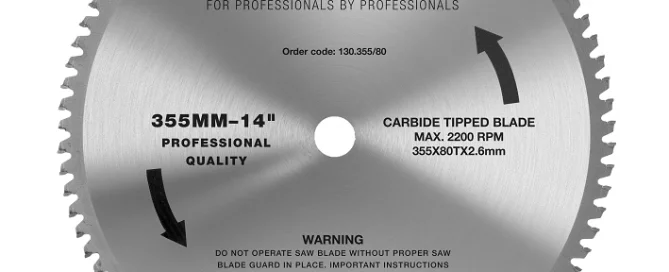 FOR PROFESSIONALS BY PROFESSIONALS
Order code: 130.355/80
355MM–14"
PROFESSIONAL
QUALITY
CARBIDE TIPPED BLADE
MAX. 2200 RPM
355X80TX2.6mm
WARNING
DO NOT OPERATE SAW BLADE WITHOUT PROPER SAW
BLADE GUARD IN PLACE. IMPORTANT INSTRUCTIONS